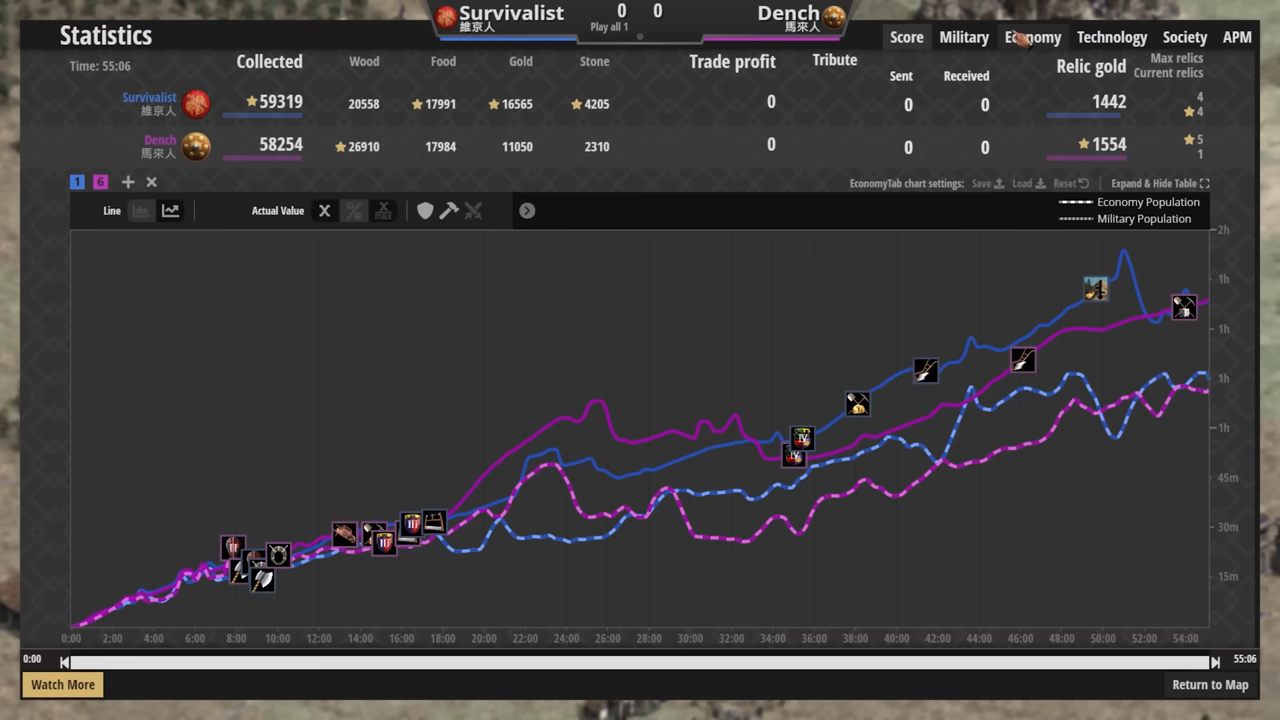 Survivalist
維京人
0 0
Play all 1
Dench
馬來人
Statistics
Score Military Economy Technology Society APM
Time: 55:06
Collected Wood Food Gold Stone Trade profit Tribute Sent Received Relic gold Max relics
Current relics
Survivalist
維京人
59319 20558 17991 16565 4205 0 0 0 1442 4
4
Dench
馬來人
58254 26910 17984 11050 2310 0 0 0 1554 5
1
1 6
EconomyTab chart settings: Save Load Reset Expand & Hide Table
Line Actual Value X % X max
Economy Population
Military Population
2h
1h
1h
1h
1h
45m
30m
15m
IV
IV
0:00 2:00 4:00 6:00 8:00 10:00 12:00 14:00 16:00 18:00 20:00 22:00 24:00 26:00 28:00 30:00 32:00 34:00 36:00 38:00 40:00 42:00 44:00 46:00 48:00 50:00 52:00 54:00
0:00 55:06
Watch More Return to Map